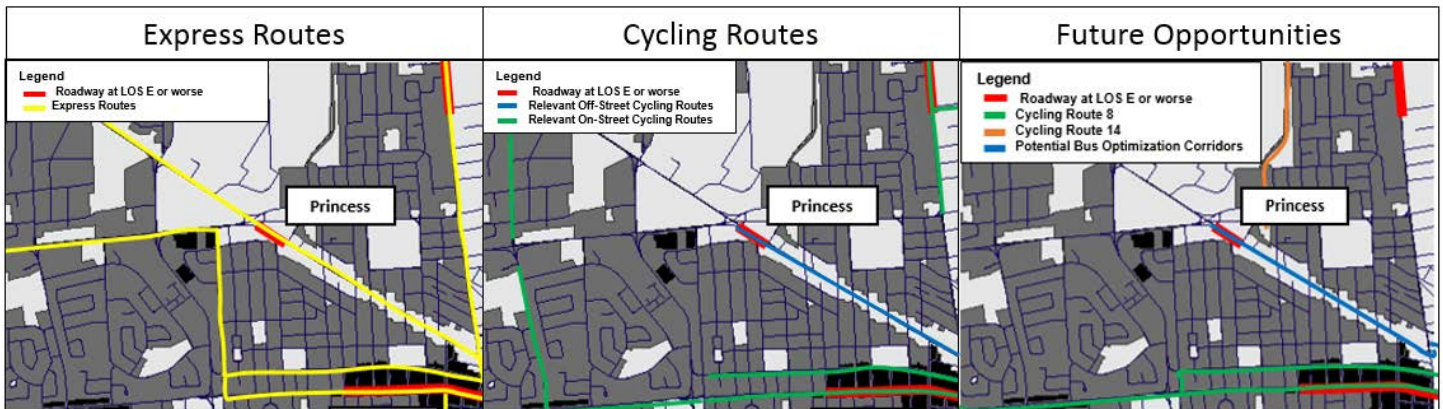 Express Routes
Legend
Roadway at LOS E or worse
Express Routes
Princess
Cycling Routes
Legend
Roadway at LOS E or worse
Relevant Off-Street Cycling Routes
Relevant On-Street Cycling Routes
Princess
Future Opportunities
Legend
Roadway at LOS E or worse
Cycling Route 8
Cycling Route 14
Potential Bus Optimization Corridors
Princess